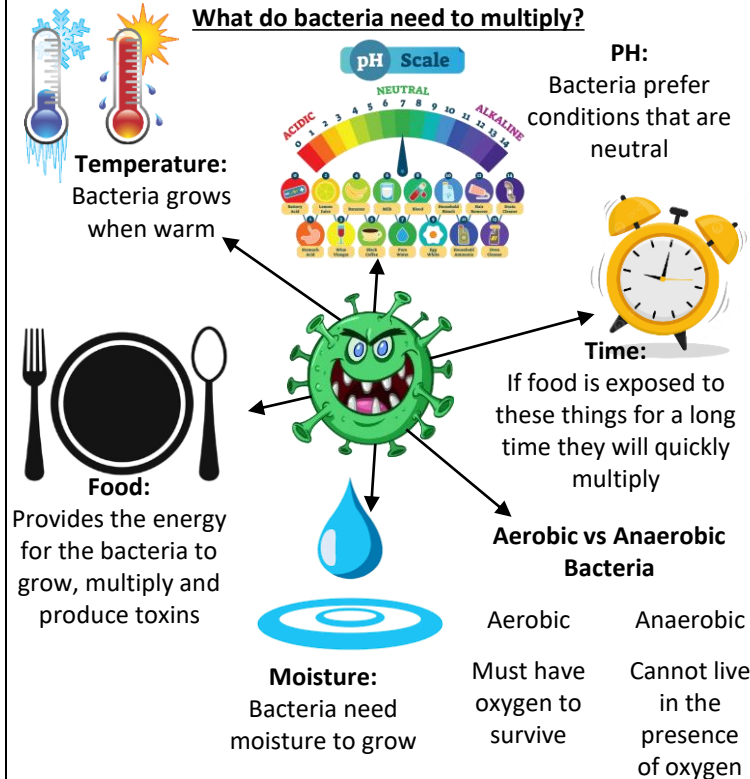 What do bacteria need to multiply?
pH Scale
NEUTRAL
ACIDIC
ALKALINE
0 1 2 3 4 5 6 7 8 9 10 11 12 13 14
Temperature:
Bacteria grows
when warm
PH:
Bacteria prefer
conditions that are
neutral
Time:
If food is exposed to
these things for a long
time they will quickly
multiply
Food:
Provides the energy
for the bacteria to
grow, multiply and
produce toxins
Moisture:
Bacteria need
moisture to grow
Aerobic vs Anaerobic
Bacteria
Aerobic
Must have
oxygen to
survive
Anaerobic
Cannot live
in the
presence
of oxygen